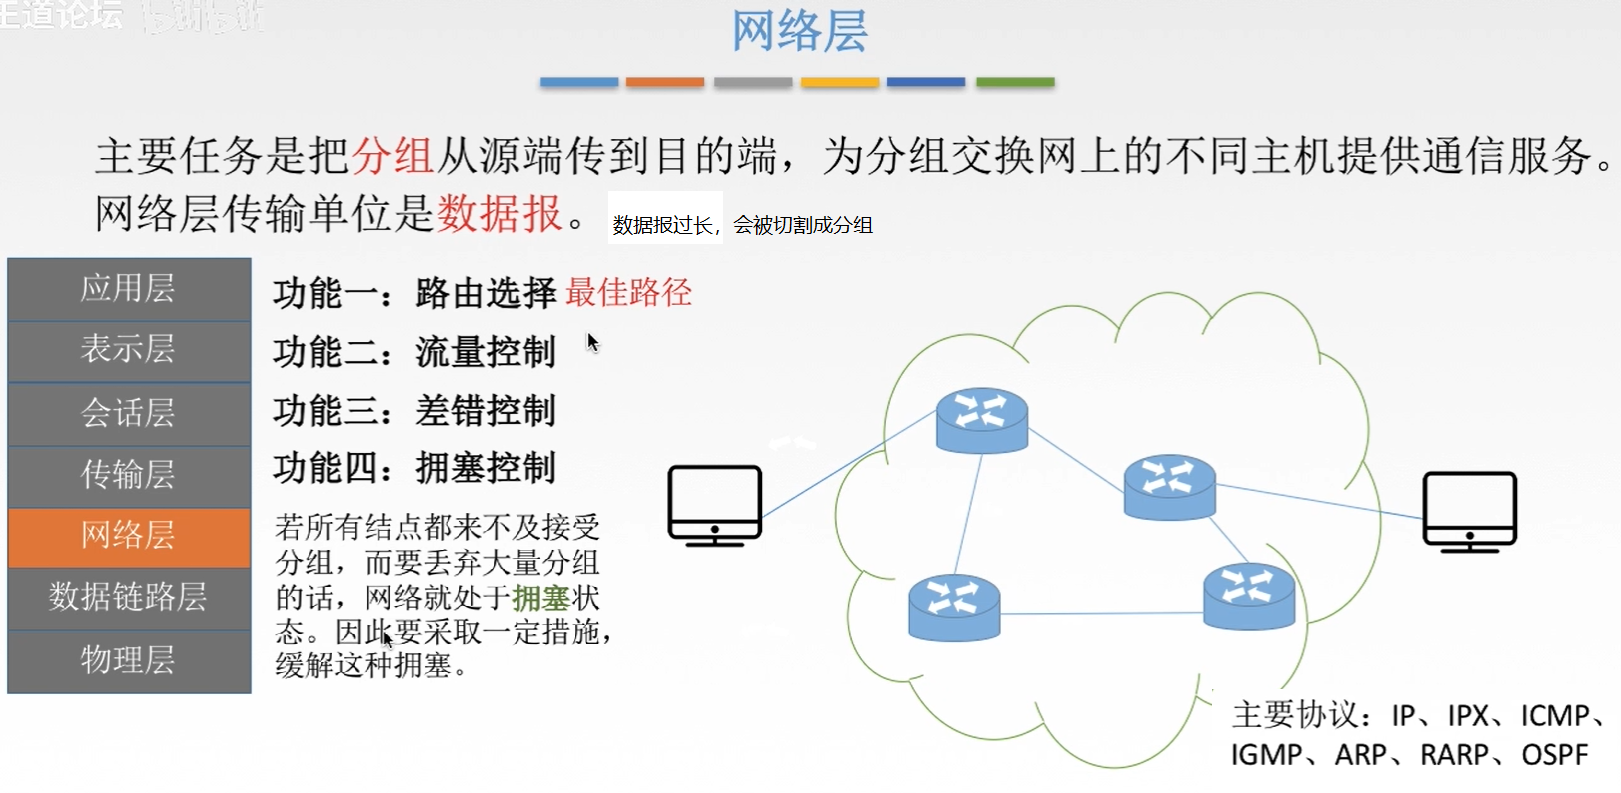 王道论坛 bilibili
网络层
主要任务是把分组从源端传到目的端，为分组交换网上的不同主机提供通信服务。
网络层传输单位是数据报。 数据报过长，会被切割成分组
应用层
表示层
会话层
传输层
网络层
数据链路层
物理层
功能一：路由选择 最佳路径
功能二：流量控制
功能三：差错控制
功能四：拥塞控制
若所有结点都来不及接受
分组，而要丢弃大量分组
的话，网络就处于拥塞状
态。因此要采取一定措施，
缓解这种拥塞。
主要协议：IP、IPX、ICMP、
IGMP、ARP、RARP、OSPF